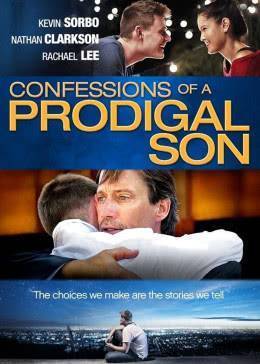 KEVIN SORBO
NATHAN CLARKSON
RACHAEL LEE
CONFESSIONS OF A
PRODIGAL SON
The choices we make are the stories we tell